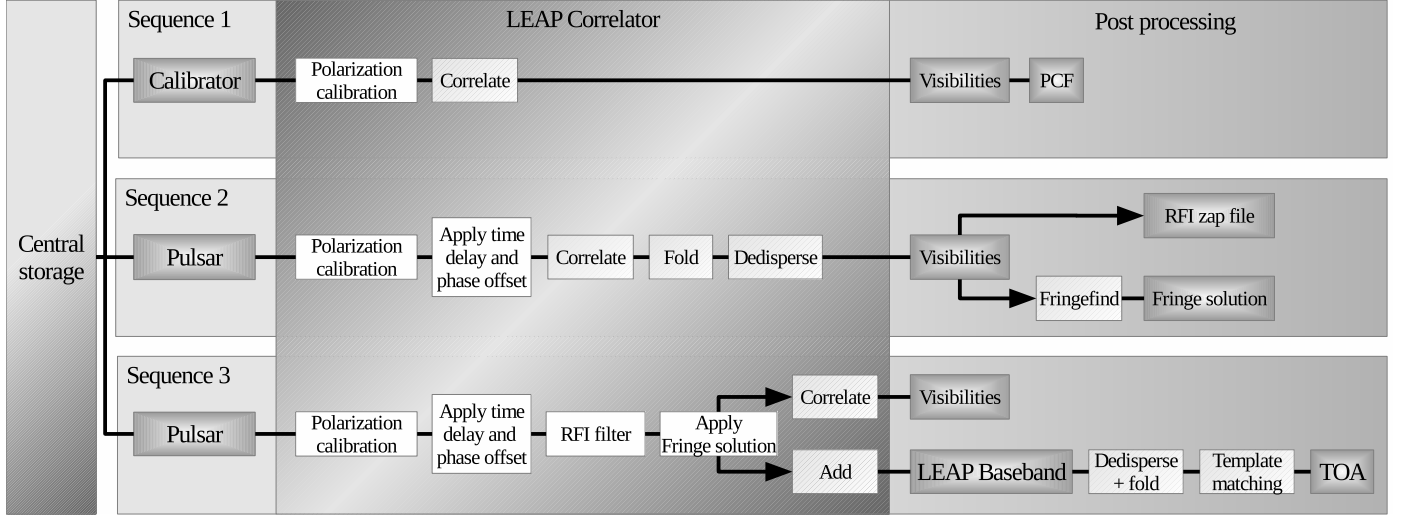 Sequence 1
LEAP Correlator
Post processing
Calibrator
Polarization
calibration
Correlate
Visibilities
PCF
Central
storage
Sequence 2
Pulsar
Polarization
calibration
Apply time
delay and
phase offset
Correlate
Fold
Dedisperse
Visibilities
RFI zap file
Fringefind
Fringe solution
Sequence 3
Pulsar
Polarization
calibration
Apply time
delay and
phase offset
RFI filter
Apply
Fringe solution
Correlate
Visibilities
Add
LEAP Baseband
Dedisperse
+ fold
Template
matching
TOA